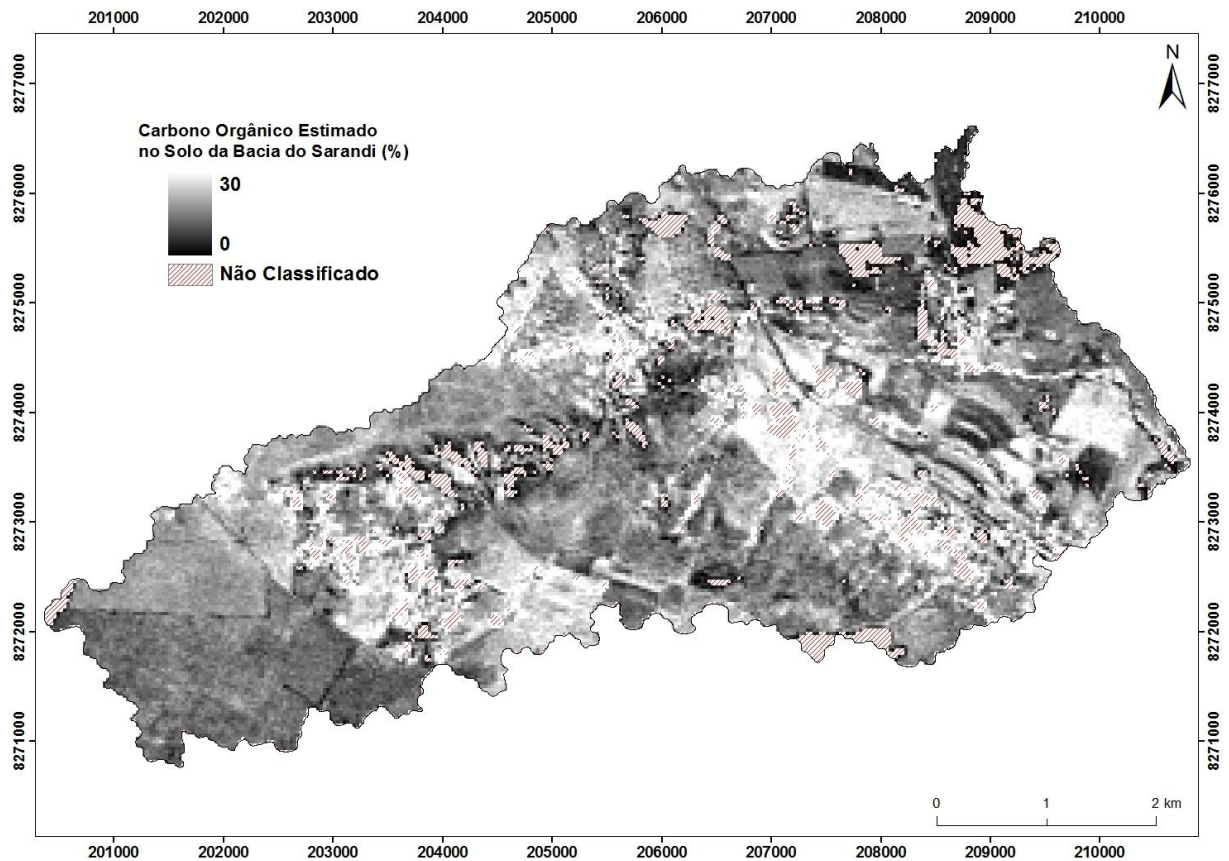 201000 202000 203000 204000 205000 206000 207000 208000 209000 210000
8277000 8277000
N
Carbono Orgânico Estimado
no Solo da Bacia do Sarandi (%)
30
0
Não Classificado
8276000 8276000
8275000 8275000
8274000 8274000
8273000 8273000
8272000 8272000
8271000 8271000
0 1 2 km
201000 202000 203000 204000 205000 206000 207000 208000 209000 210000